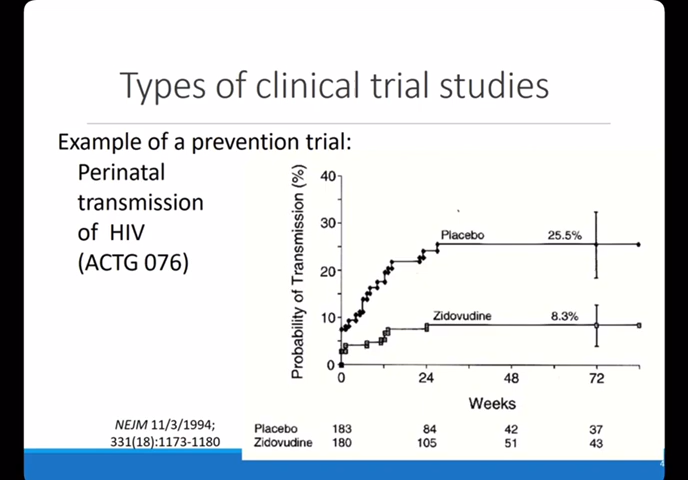 Types of clinical trial studies
Example of a prevention trial:
Perinatal
transmission
of HIV
(ACTG 076)
Probability of Transmission (%)
40
30
20
10
0
Placebo 25.5%
Zidovudine 8.3%
0 24 48 72
Weeks
Placebo 183 84 42 37
Zidovudine 180 105 51 43
NEJM 11/3/1994;
331(18):1173-1180